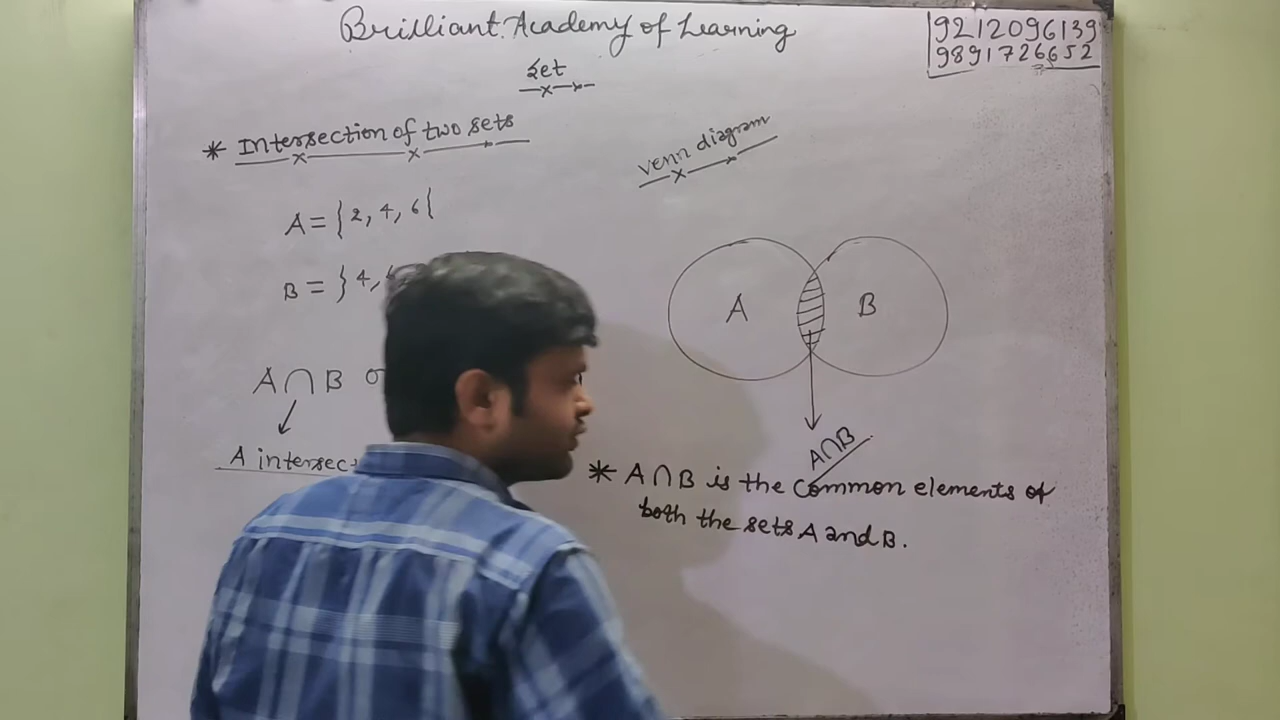 Brilliant Academy of Learning
9212096139
9891726652
Set
* Intersection of two sets
A = { 2, 4, 6 {
B = } 4,
A ∩ B
A intersec
venn diagram
A
B
A∩B
* A∩B is the common elements of
both the sets A and B.